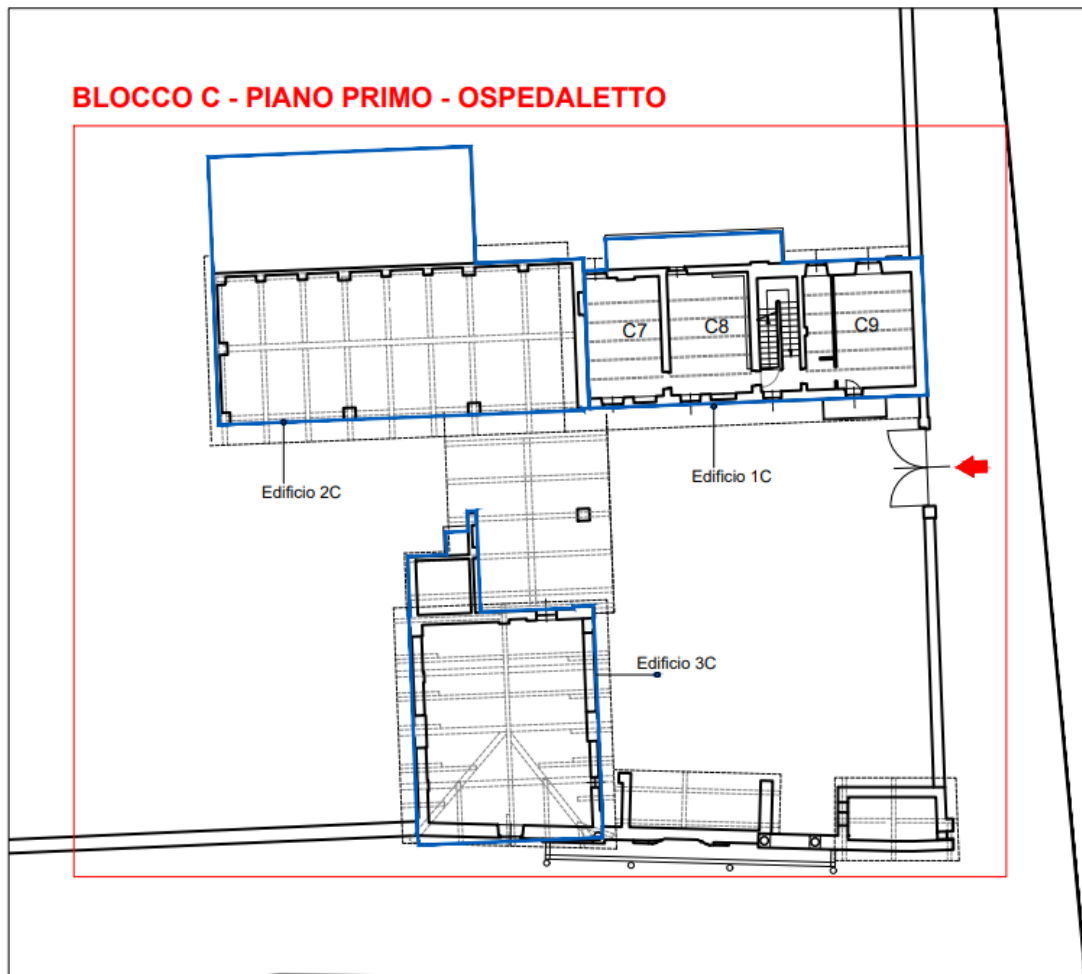 BLOCCO C - PIANO PRIMO - OSPEDALETTO
C7
C8
C9
Edificio 2C
Edificio 1C
Edificio 3C